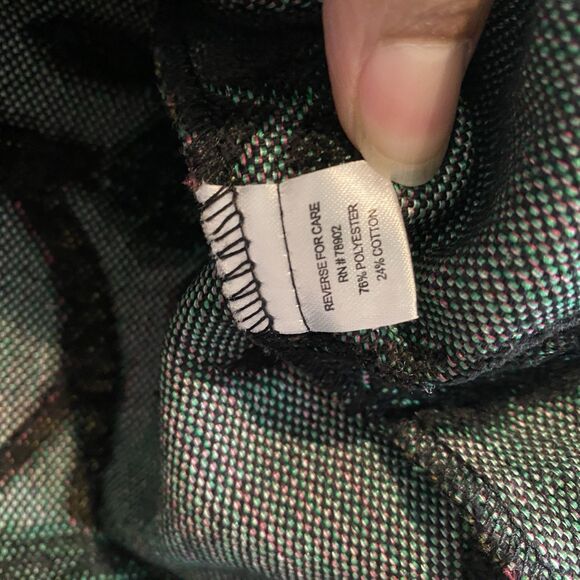 REVERSE FOR CARE
RN# 78902
76% POLYESTER
24% COTTON